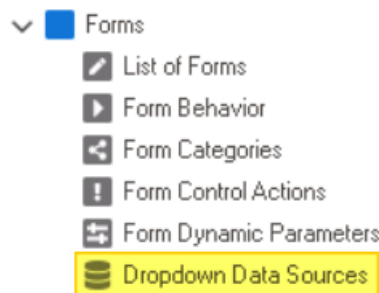 Forms
List of Forms
Form Behavior
Form Categories
Form Control Actions
Form Dynamic Parameters
Dropdown Data Sources